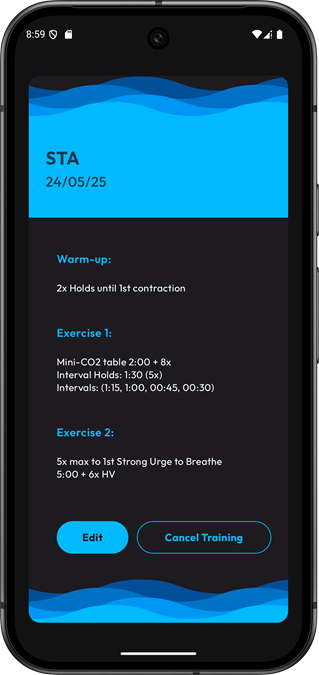 8:59
STA
24/05/25
Warm-up:
2x Holds until 1st contraction
Exercise 1:
Mini-CO2 table 2:00 + 8x
Interval Holds: 1:30 (5x)
Intervals: (1:15, 1:00, 00:45, 00:30)
Exercise 2:
5x max to 1st Strong Urge to Breathe
5:00 + 6x HV
Edit
Cancel Training